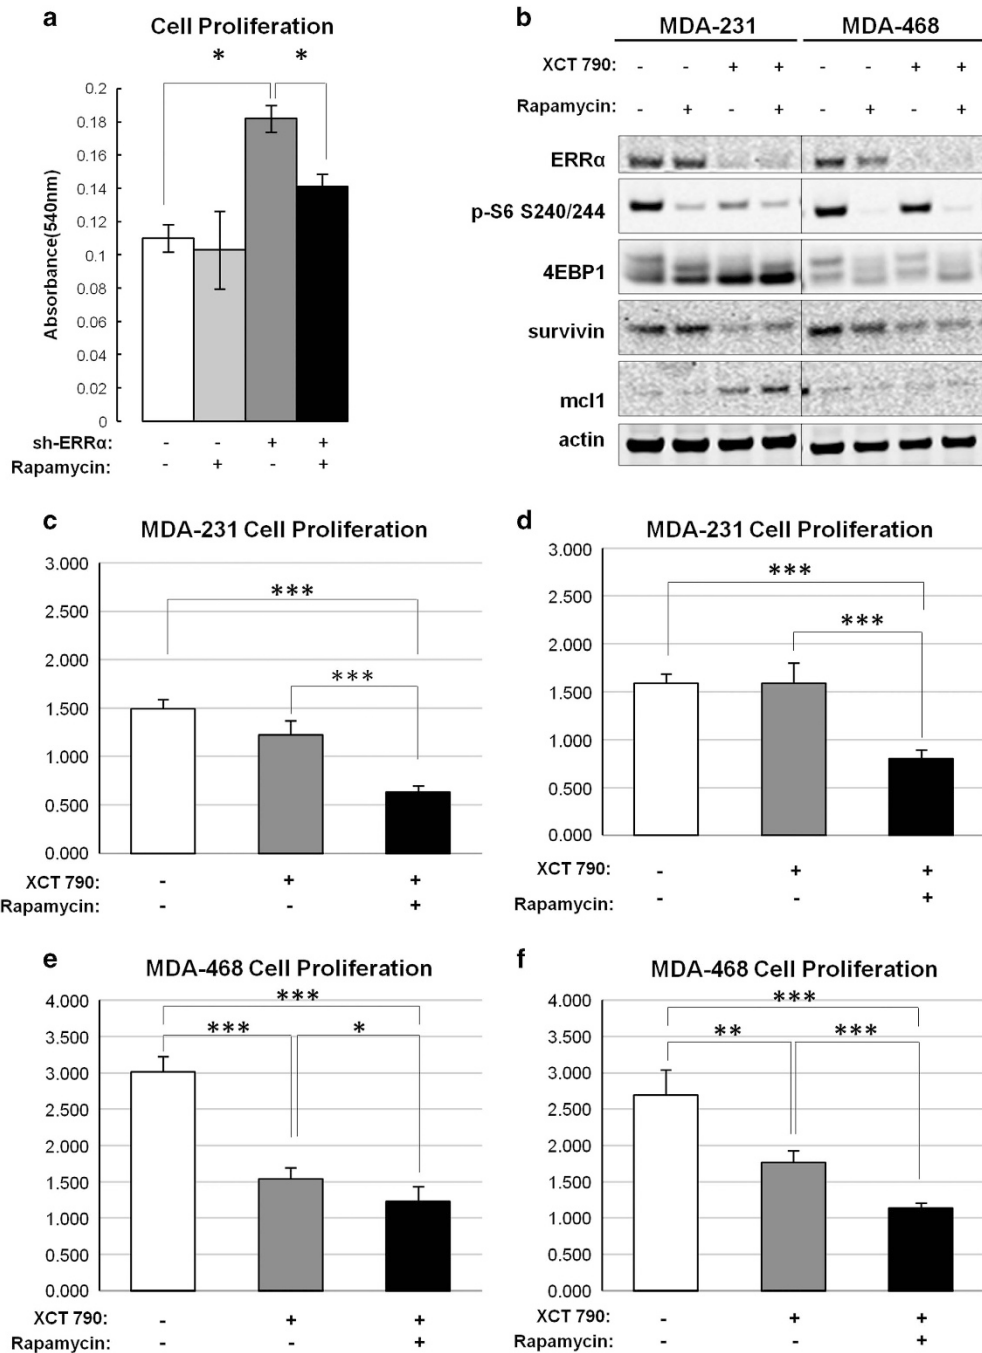 a
Cell Proliferation
* *
Absorbance(540nm)
0.2
0.18
0.16
0.14
0.12
0.1
0.08
0.06
0.04
0.02
0
sh-ERRα: - - + +
Rapamycin: - + - +
b
MDA-231 MDA-468
XCT 790: - - + + - - + +
Rapamycin: - + - + - + - +
ERRα
p-S6 S240/244
4EBP1
survivin
mcl1
actin
c
MDA-231 Cell Proliferation
3.000
2.500
2.000
1.500
1.000
0.500
0.000
***
***
XCT 790: - + +
Rapamycin: - - +
d
MDA-231 Cell Proliferation
3.000
2.500
2.000
1.500
1.000
0.500
0.000
***
***
XCT 790: - + +
Rapamycin: - - +
e
MDA-468 Cell Proliferation
4.000
3.500
3.000
2.500
2.000
1.500
1.000
0.500
0.000
***
*** *
XCT 790: - + +
Rapamycin: - - +
f
MDA-468 Cell Proliferation
4.000
3.500
3.000
2.500
2.000
1.500
1.000
0.500
0.000
***
** ***
XCT 790: - + +
Rapamycin: - - +